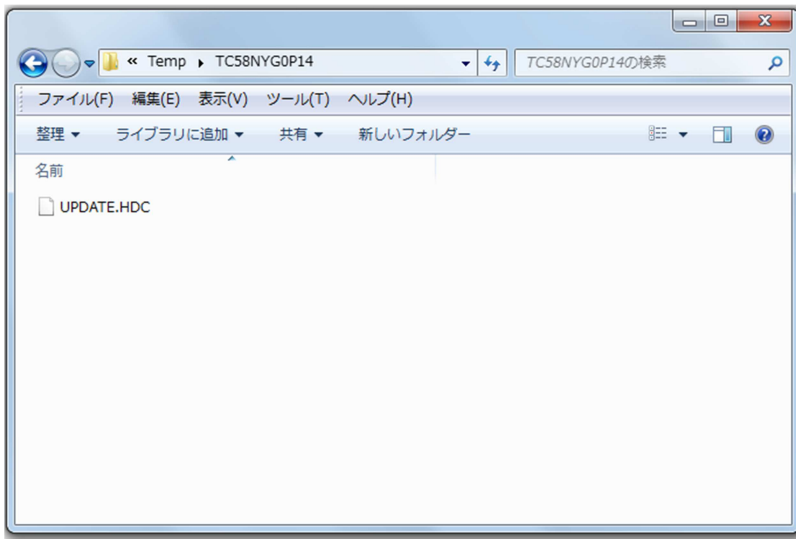 « Temp ▸ TC58NYG0P14 TC58NYG0P14の検索
ファイル(F) 編集(E) 表示(V) ツール(T) ヘルプ(H)
整理 ▼ ライブラリに追加 ▼ 共有 ▼ 新しいフォルダー
名前
UPDATE.HDC